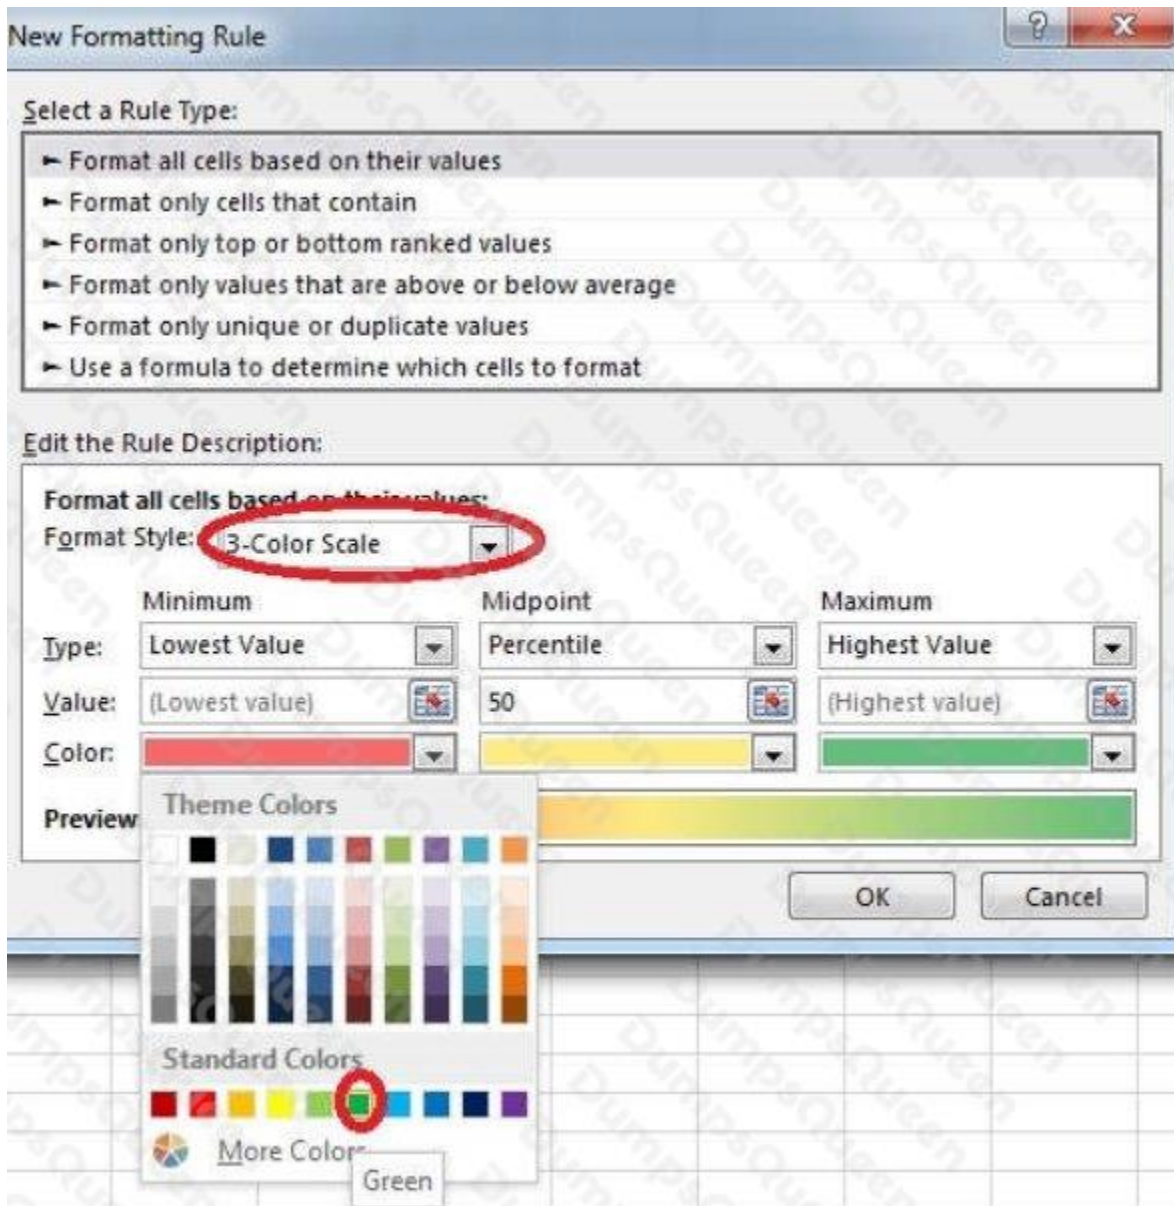 New Formatting Rule
Select a Rule Type:
► Format all cells based on their values
► Format only cells that contain
► Format only top or bottom ranked values
► Format only values that are above or below average
► Format only unique or duplicate values
► Use a formula to determine which cells to format
Edit the Rule Description:
Format all cells based on their values:
Format Style: 3-Color Scale
Minimum Midpoint Maximum
Type: Lowest Value Percentile Highest Value
Value: (Lowest value) 50 (Highest value)
Color:
Theme Colors
Preview
OK Cancel
Standard Colors
More Colors
Green
DumpsQueen